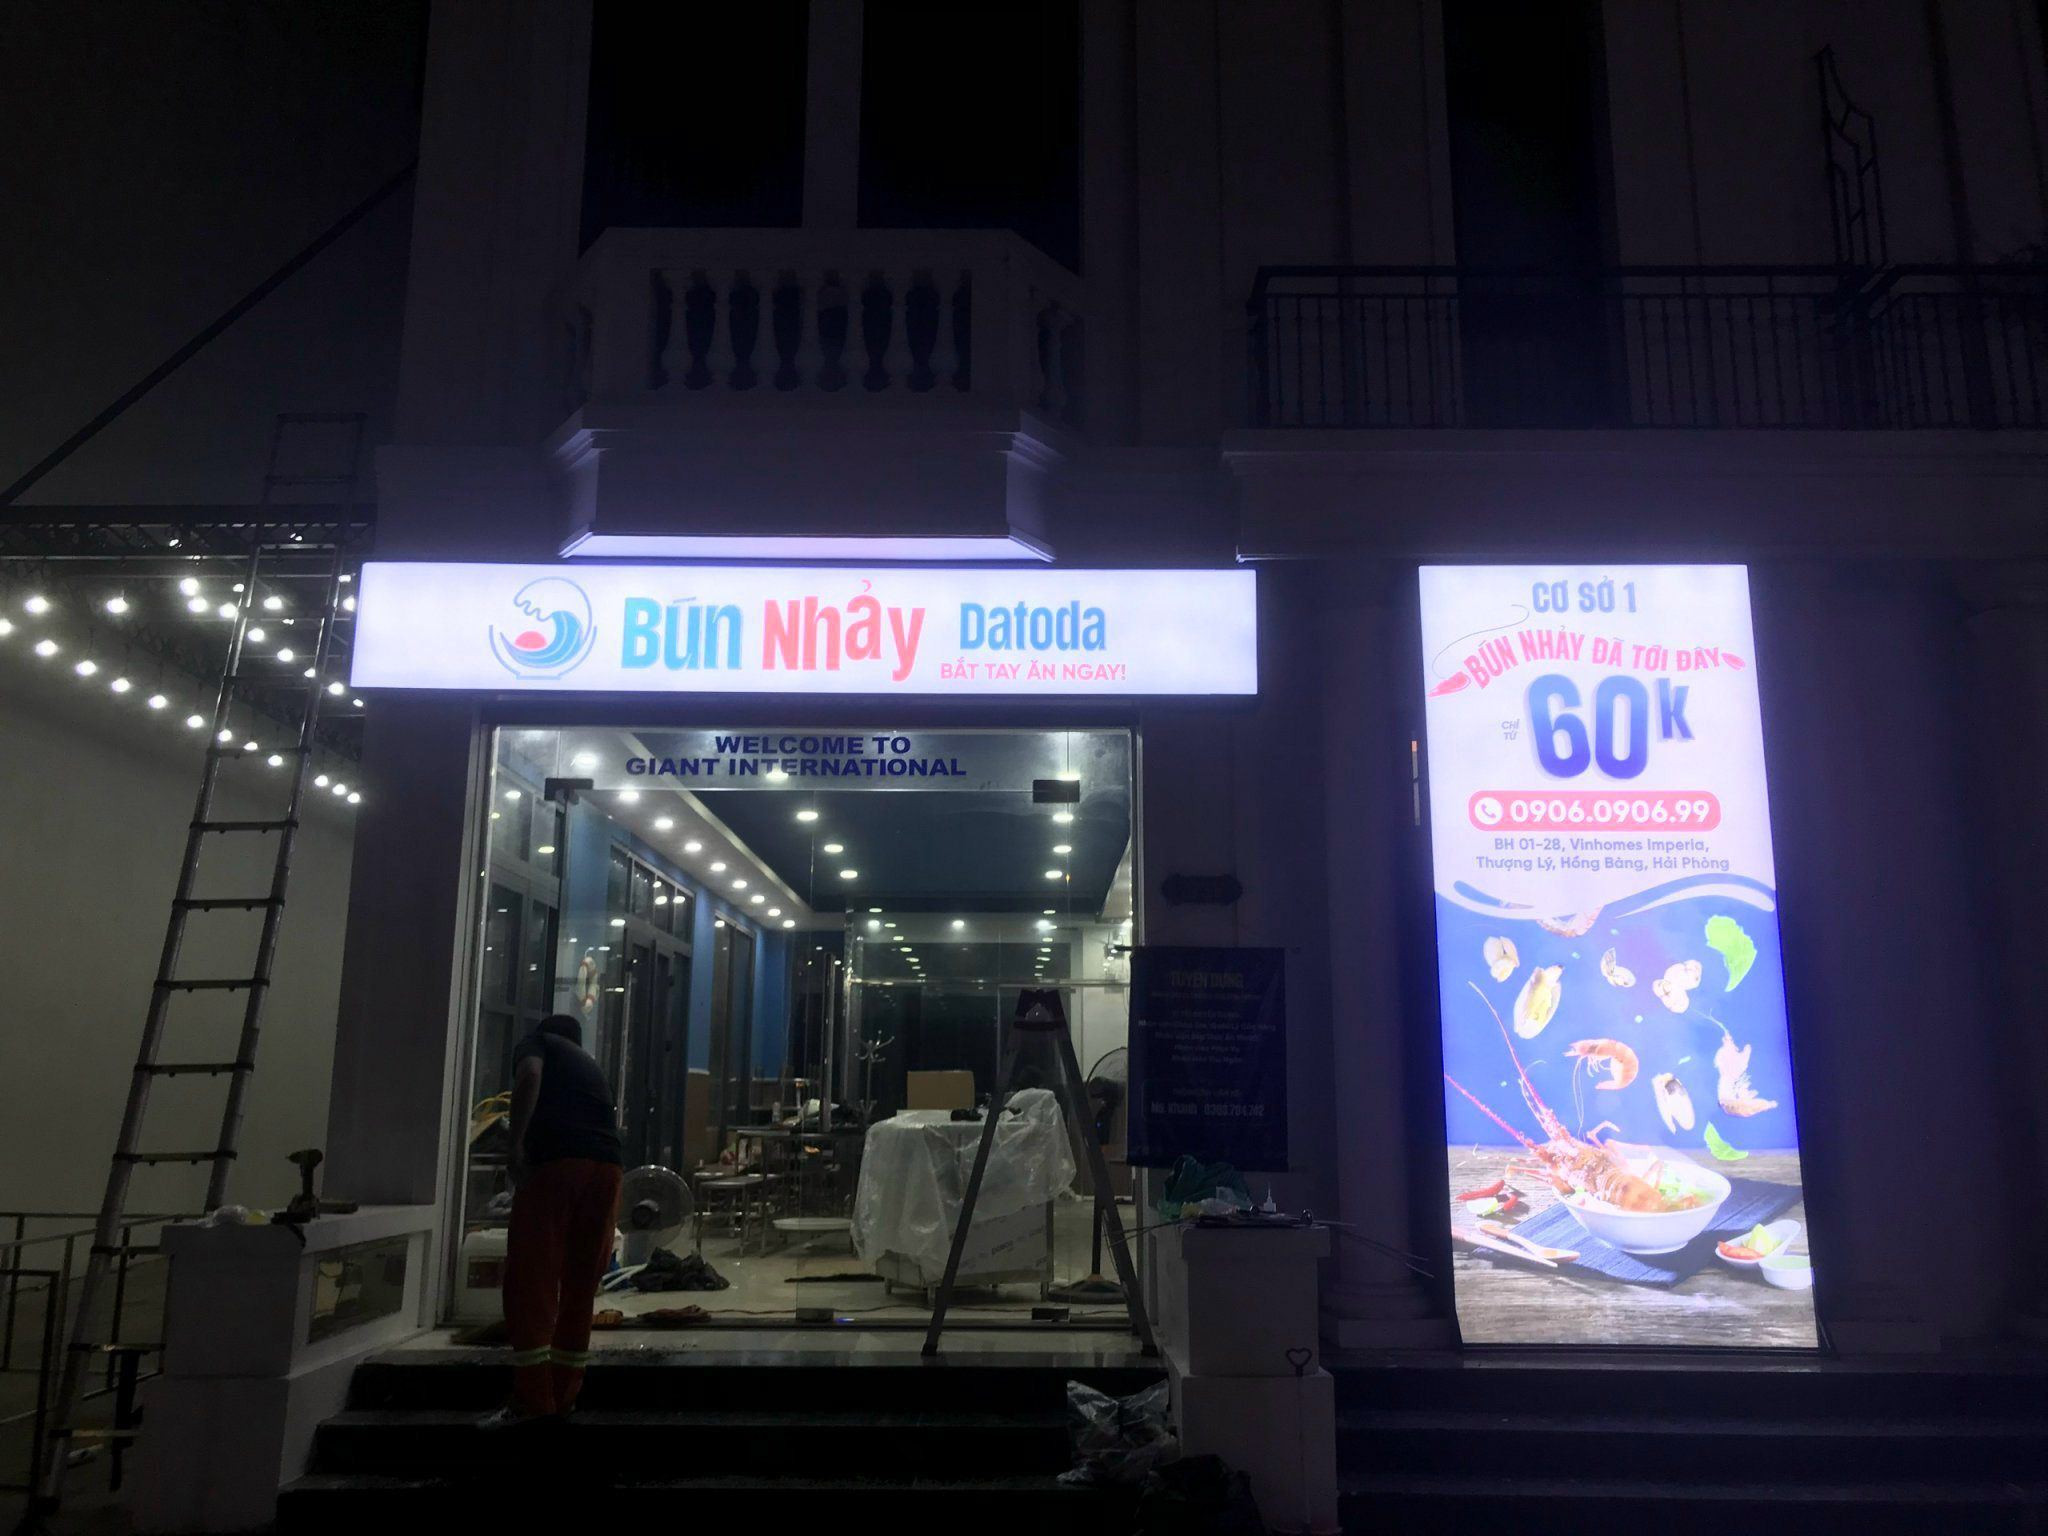 Bún Nhảy Datoda
BẮT TAY ĂN NGAY!
WELCOME TO
GIANT INTERNATIONAL
CƠ SỞ 1
BÚN NHẢY ĐÃ TỚI ĐÂY
CHỈ TỪ
60K
0906.0906.99
BH 01-28, Vinhomes Imperia,
Thượng Lý, Hồng Bàng, Hải Phòng
TUYỂN DỤNG
Ms. Khánh